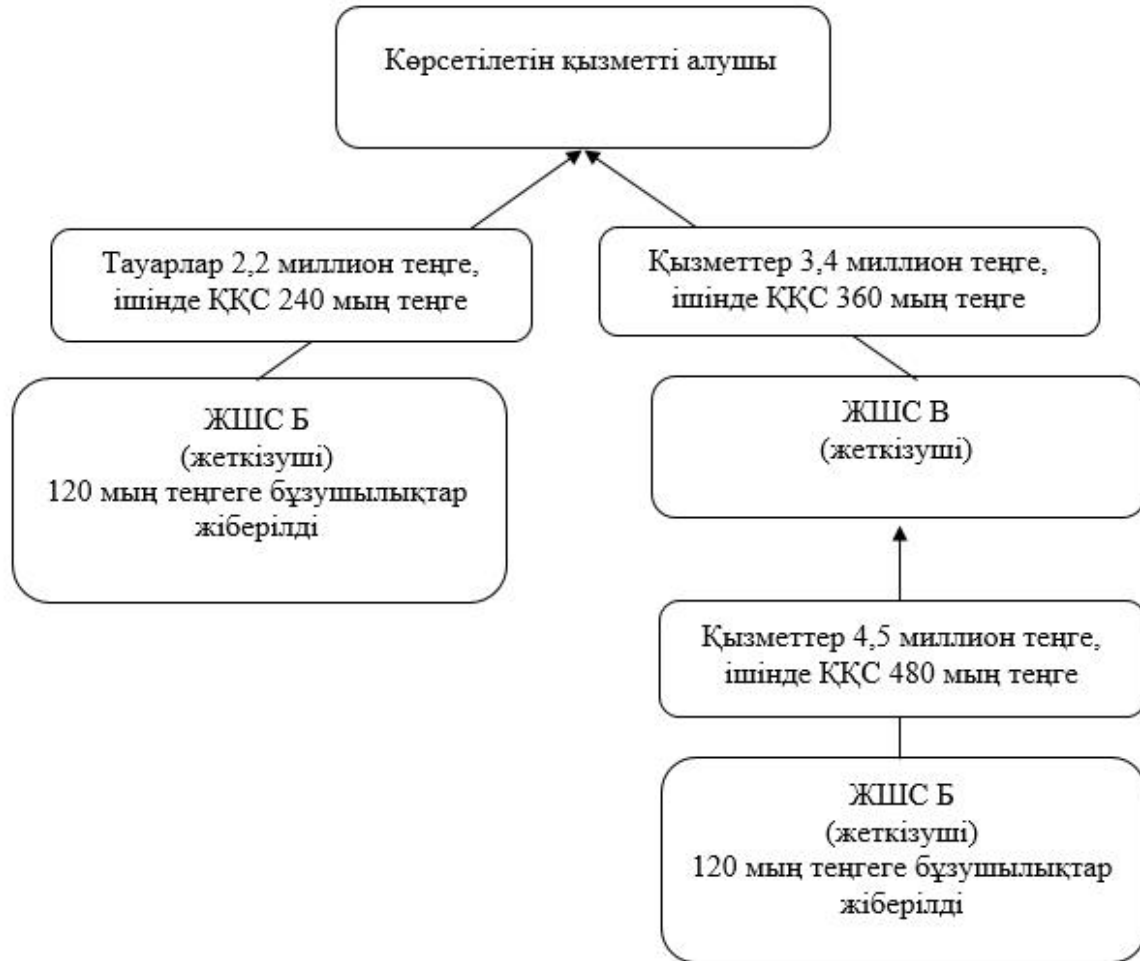 Көрсетілетін қызметті алушы
Тауарлар 2,2 миллион теңге,
ішінде ҚҚС 240 мың теңге
Қызметтер 3,4 миллион теңге,
ішінде ҚҚС 360 мың теңге
ЖШС Б
(жеткізуші)
120 мың теңгеге бұзушылықтар
жіберілді
ЖШС В
(жеткізуші)
Қызметтер 4,5 миллион теңге,
ішінде ҚҚС 480 мың теңге
ЖШС Б
(жеткізуші)
120 мың теңгеге бұзушылықтар
жіберілді